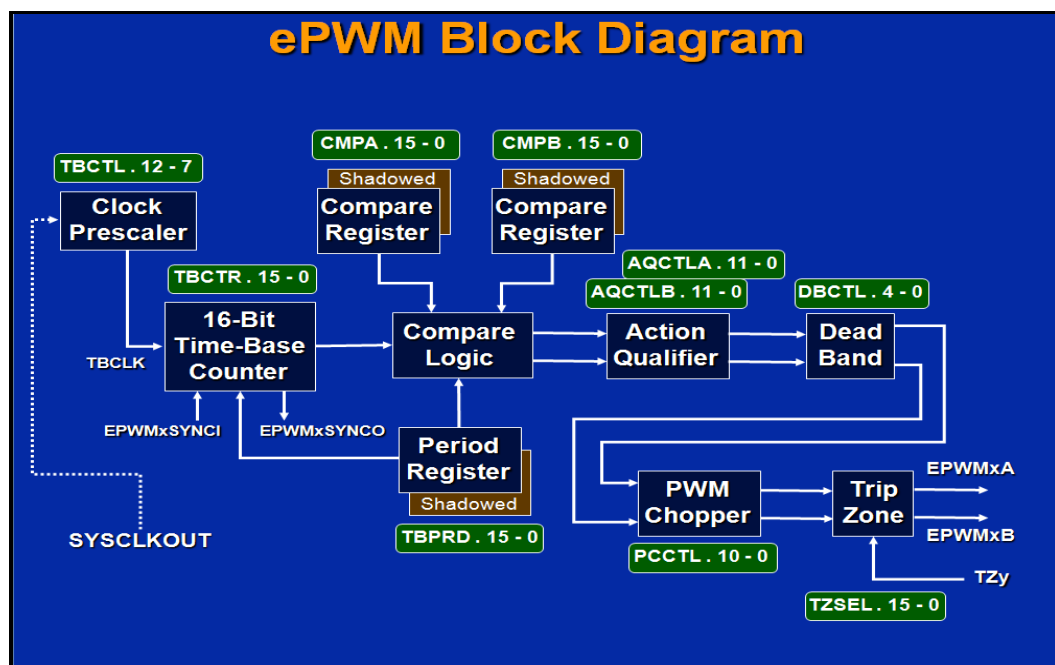 ePWM Block Diagram
CMPA . 15 - 0
CMPB . 15 - 0
TBCTL . 12 - 7
Shadowed
Shadowed
Clock
Prescaler
Compare
Register
Compare
Register
TBCTR . 15 - 0
AQCTLA . 11 - 0
AQCTLB . 11 - 0
DBCTL . 4 - 0
16-Bit
Time-Base
Counter
Compare
Logic
Action
Qualifier
Dead
Band
TBCLK
EPWMxSYNCI
EPWMxSYNCO
Period
Register
Shadowed
TBPRD . 15 - 0
SYSCLKOUT
PWM
Chopper
Trip
Zone
EPWMxA
EPWMxB
PCCTL . 10 - 0
TZy
TZSEL . 15 - 0